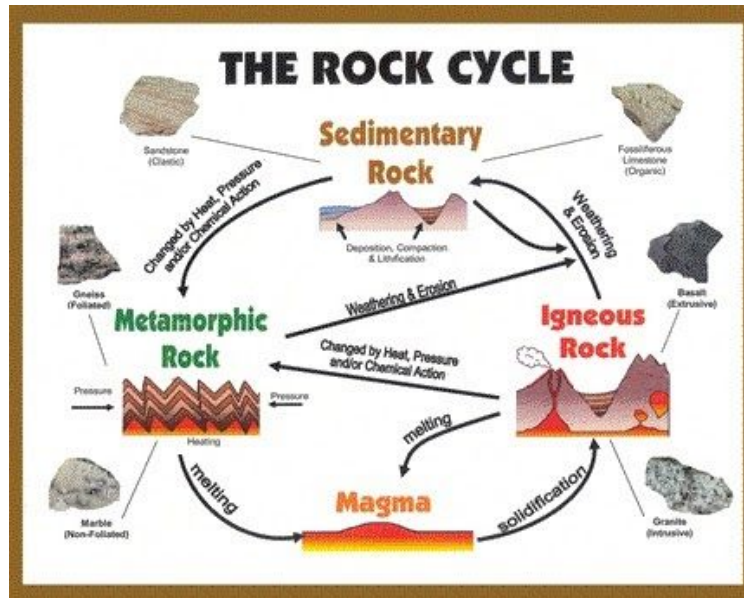 THE ROCK CYCLE
Sedimentary
Rock
Sandstone
(Clastic)
Fossiliferous
Limestone
(Organic)
Changed by Heat, Pressure
and/or Chemical Action
Deposition, Compaction
& Lithification
Weathering
& Erosion
Gneiss
(Foliated)
Basalt
(Extrusive)
Weathering & Erosion
Metamorphic
Rock
Igneous
Rock
Changed by Heat, Pressure
and/or Chemical Action
Pressure
Pressure
Heating
melting
melting
Magma
solidification
Marble
(Non-Foliated)
Granite
(Intrusive)